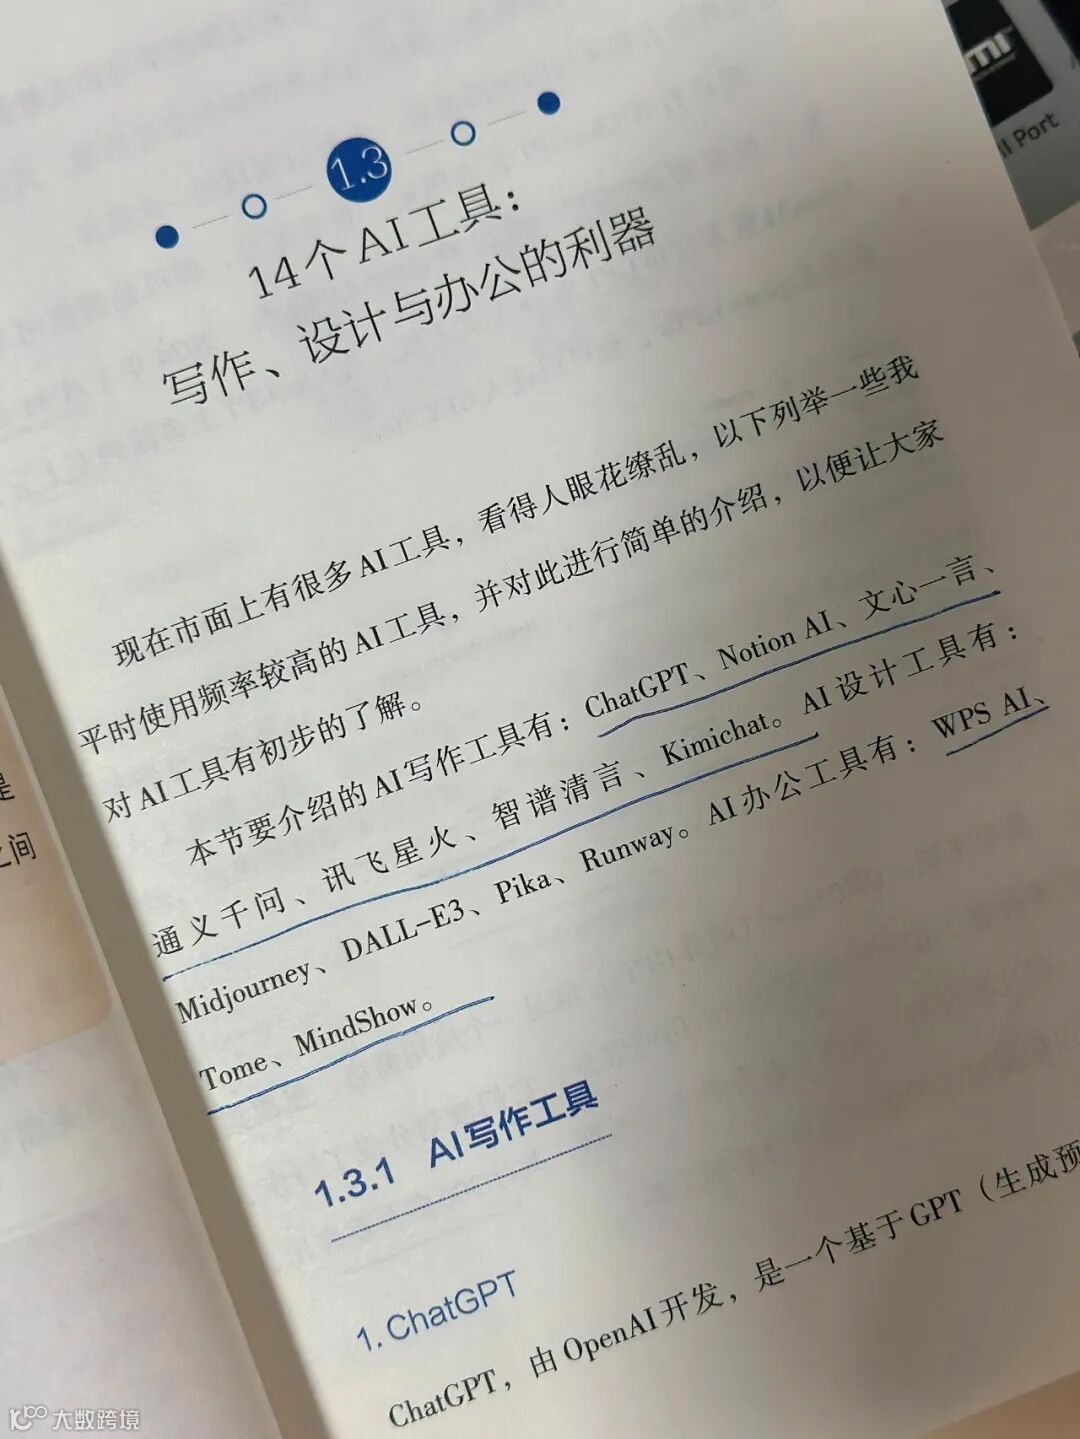 1.3
14个AI工具：
写作、设计与办公的利器
现在市面上有很多AI工具，看得人眼花缭乱，以下列举一些我
平时使用频率较高的AI工具，并对此进行简单的介绍，以便让大家
对AI工具有初步的了解。
本节要介绍的AI写作工具有：ChatGPT、Notion AI、文心一言、
通义千问、讯飞星火、智谱清言、Kimichat。AI设计工具有：
Midjourney、DALL-E3、Pika、Runway。AI办公工具有：WPS AI、
Tome、MindShow。
1.3.1 AI写作工具
1. ChatGPT
ChatGPT，由OpenAI开发，是一个基于GPT（生成预
是
之间
Port
大数跨境